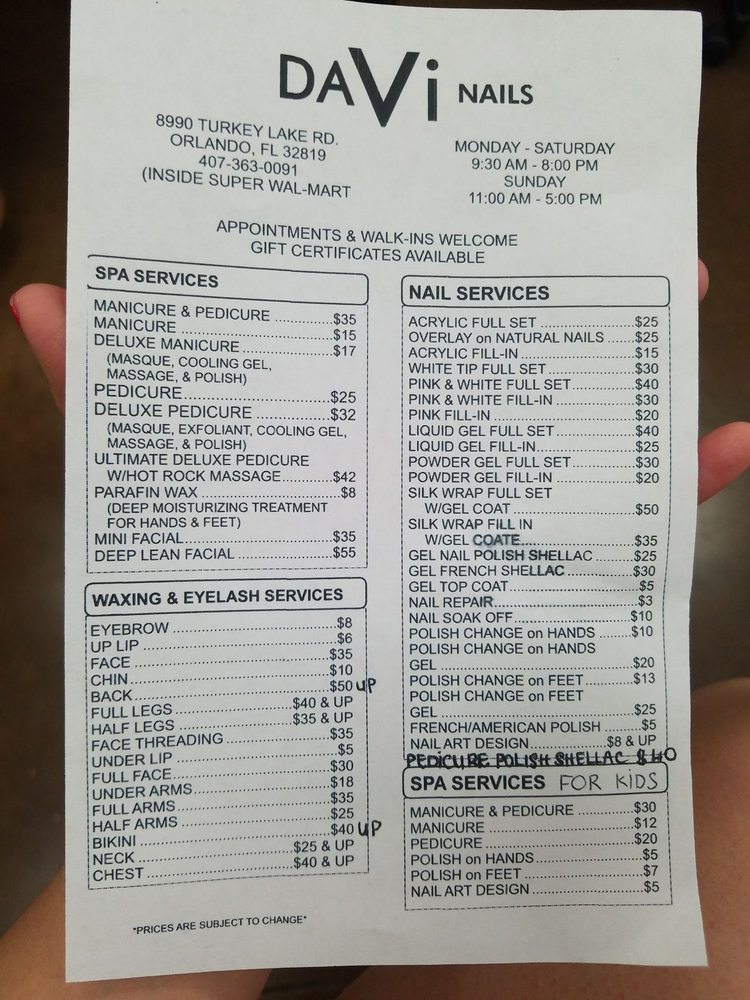 DAVi NAILS
8990 TURKEY LAKE RD.
ORLANDO, FL 32819
407-363-0091
(INSIDE SUPER WAL-MART
MONDAY - SATURDAY
9:30 AM - 8:00 PM
SUNDAY
11:00 AM - 5:00 PM
APPOINTMENTS & WALK-INS WELCOME
GIFT CERTIFICATES AVAILABLE
SPA SERVICES
MANICURE & PEDICURE ............$35
MANICURE ............$15
DELUXE MANICURE ............$17
(MASQUE, COOLING GEL,
MASSAGE, & POLISH)
PEDICURE............$25
DELUXE PEDICURE ............$32
(MASQUE, EXFOLIANT, COOLING GEL,
MASSAGE, & POLISH)
ULTIMATE DELUXE PEDICURE
W/HOT ROCK MASSAGE............$42
PARAFIN WAX ............$8
(DEEP MOISTURIZING TREATMENT
FOR HANDS & FEET)
MINI FACIAL............$35
DEEP LEAN FACIAL ............$55
WAXING & EYELASH SERVICES
EYEBROW ............$8
UP LIP ............$6
FACE ............$35
CHIN............$10
BACK............$50 UP
FULL LEGS ............$40 & UP
HALF LEGS ............$35 & UP
FACE THREADING ............$35
UNDER LIP ............$5
FULL FACE............$30
UNDER ARMS............$18
FULL ARMS............$35
HALF ARMS ............$25
BIKINI ............$40 UP
NECK ............$25 & UP
CHEST ............$40 & UP
*PRICES ARE SUBJECT TO CHANGE*
NAIL SERVICES
ACRYLIC FULL SET ............$25
OVERLAY on NATURAL NAILS ......$25
ACRYLIC FILL-IN ............$15
WHITE TIP FULL SET............$30
PINK & WHITE FULL SET............$40
PINK & WHITE FILL-IN ............$30
PINK FILL-IN ............$20
LIQUID GEL FULL SET............$40
LIQUID GEL FILL-IN............$25
POWDER GEL FULL SET............$30
POWDER GEL FILL-IN ............$20
SILK WRAP FULL SET
W/GEL COAT ............$50
SILK WRAP FILL IN
W/GEL COATE............$35
GEL NAIL POLISH SHELLAC ............$25
GEL FRENCH SHELLAC ............$30
GEL TOP COAT............$5
NAIL REPAIR............$3
NAIL SOAK OFF............$10
POLISH CHANGE on HANDS ............$10
POLISH CHANGE on HANDS
GEL ............$20
POLISH CHANGE on FEET............$13
POLISH CHANGE on FEET
GEL ............$25
FRENCH/AMERICAN POLISH ............$5
NAIL ART DESIGN............$8 & UP
PEDICURE POLISH SHELLAC $40
SPA SERVICES FOR KIDS
MANICURE & PEDICURE ............$30
MANICURE ............$12
PEDICURE............$20
POLISH on HANDS............$5
POLISH on FEET ............$7
NAIL ART DESIGN ............$5